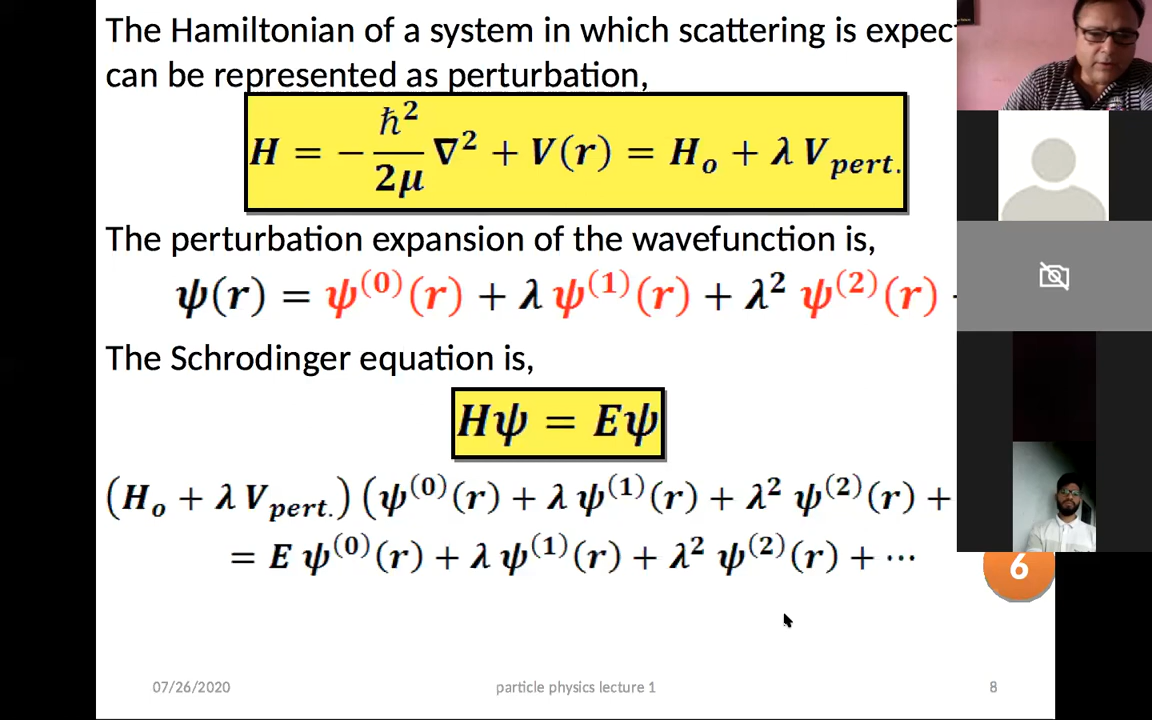 The Hamiltonian of a system in which scattering is expec
can be represented as perturbation,
H = −ħ²/2μ ∇² + V(r) = Hₒ + λ V_pert.
The perturbation expansion of the wavefunction is,
ψ(r) = ψ⁽⁰⁾(r) + λ ψ⁽¹⁾(r) + λ² ψ⁽²⁾(r)
The Schrodinger equation is,
Hψ = Eψ
(Hₒ + λ V_pert.) (ψ⁽⁰⁾(r) + λ ψ⁽¹⁾(r) + λ² ψ⁽²⁾(r) +
= E ψ⁽⁰⁾(r) + λ ψ⁽¹⁾(r) + λ² ψ⁽²⁾(r) + ⋯
6
07/26/2020 particle physics lecture 1 8